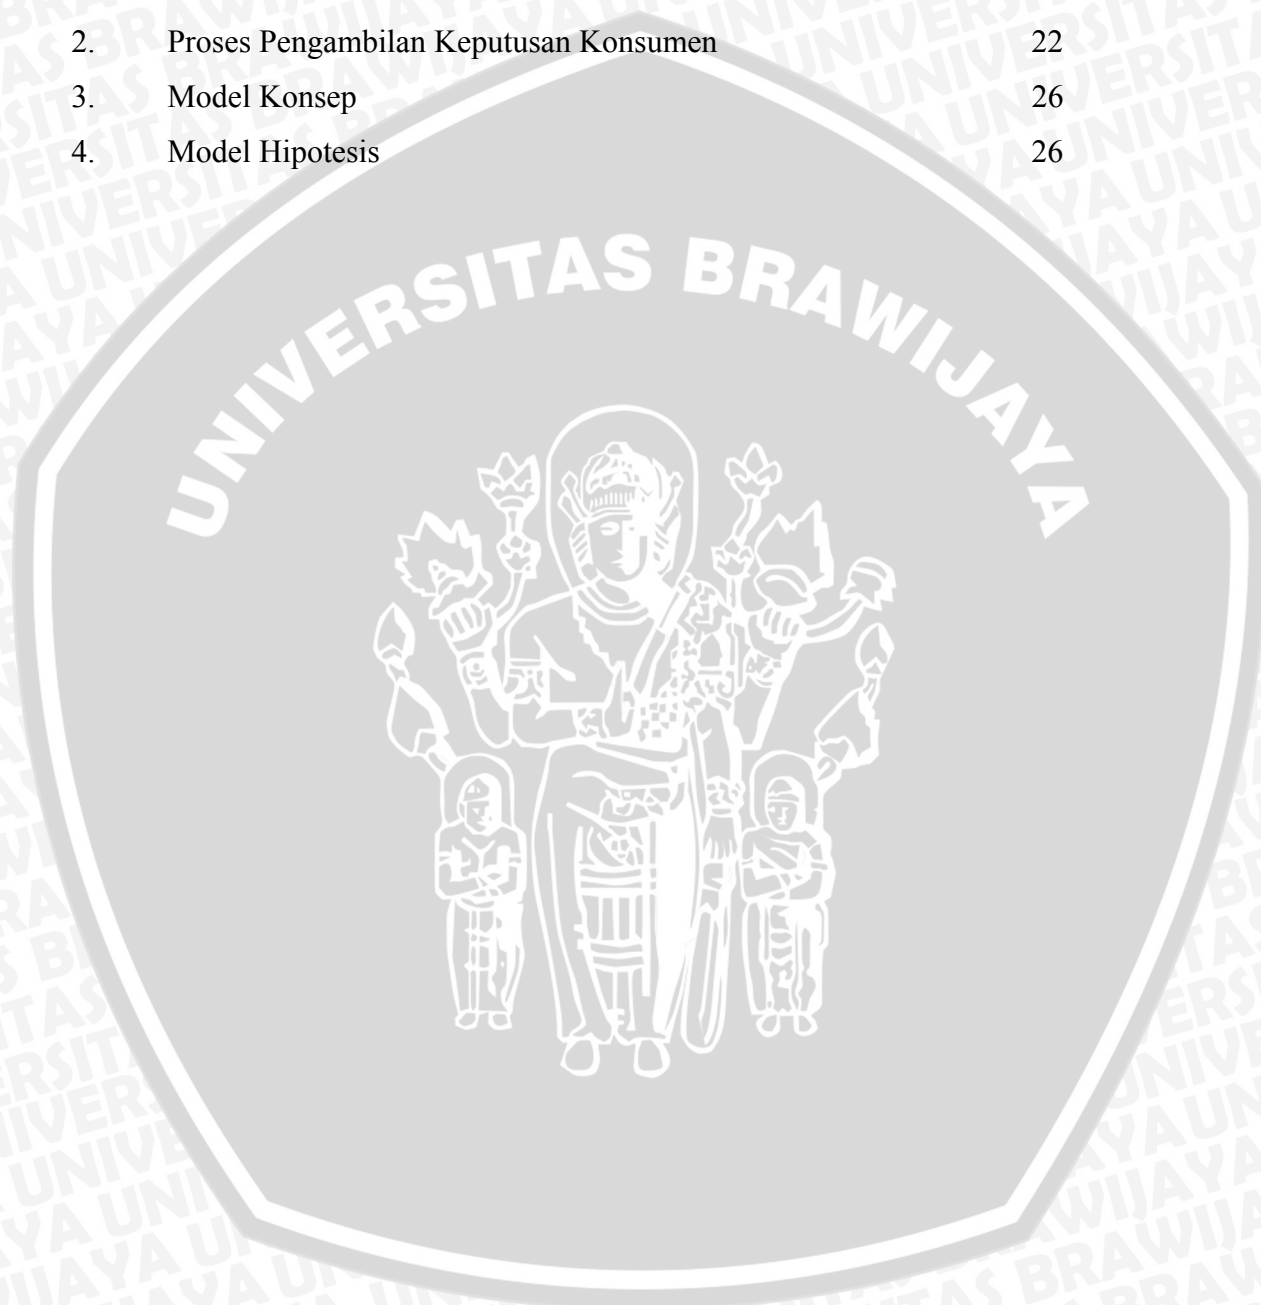 2. Proses Pengambilan Keputusan Konsumen 22
3. Model Konsep 26
4. Model Hipotesis 26
UNIVERSITAS BRAWIJAYA